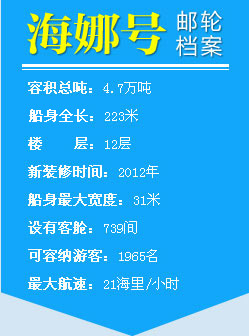 海娜号 邮轮档案
容积总吨：4.7万吨
船身全长：223米
楼　　层：12层
新装修时间：2012年
船身最大宽度：31米
设有客舱：739间
可容纳游客：1965名
最大航速：21海里/小时